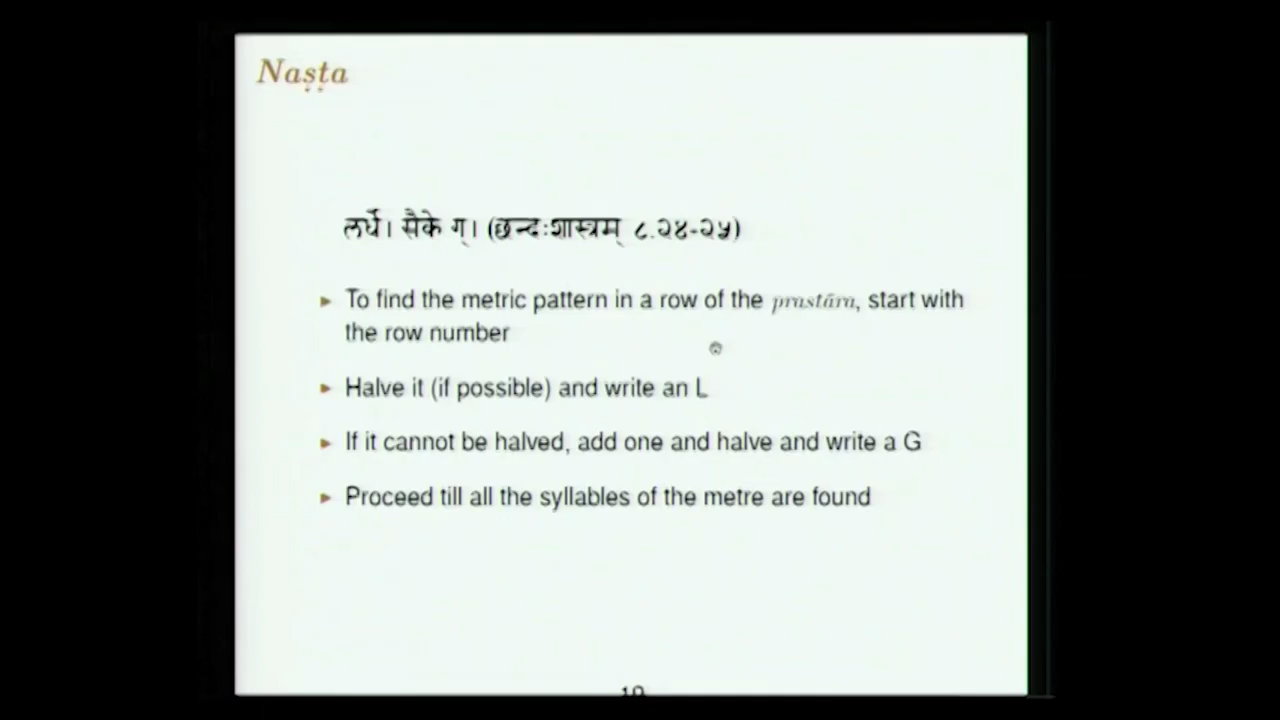 Naṣṭa
लर्धे। सैके ग्। (छन्दःशास्त्रम् ८.२४-२५)
▸ To find the metric pattern in a row of the prastāra, start with
the row number
▸ Halve it (if possible) and write an L
▸ If it cannot be halved, add one and halve and write a G
▸ Proceed till all the syllables of the metre are found